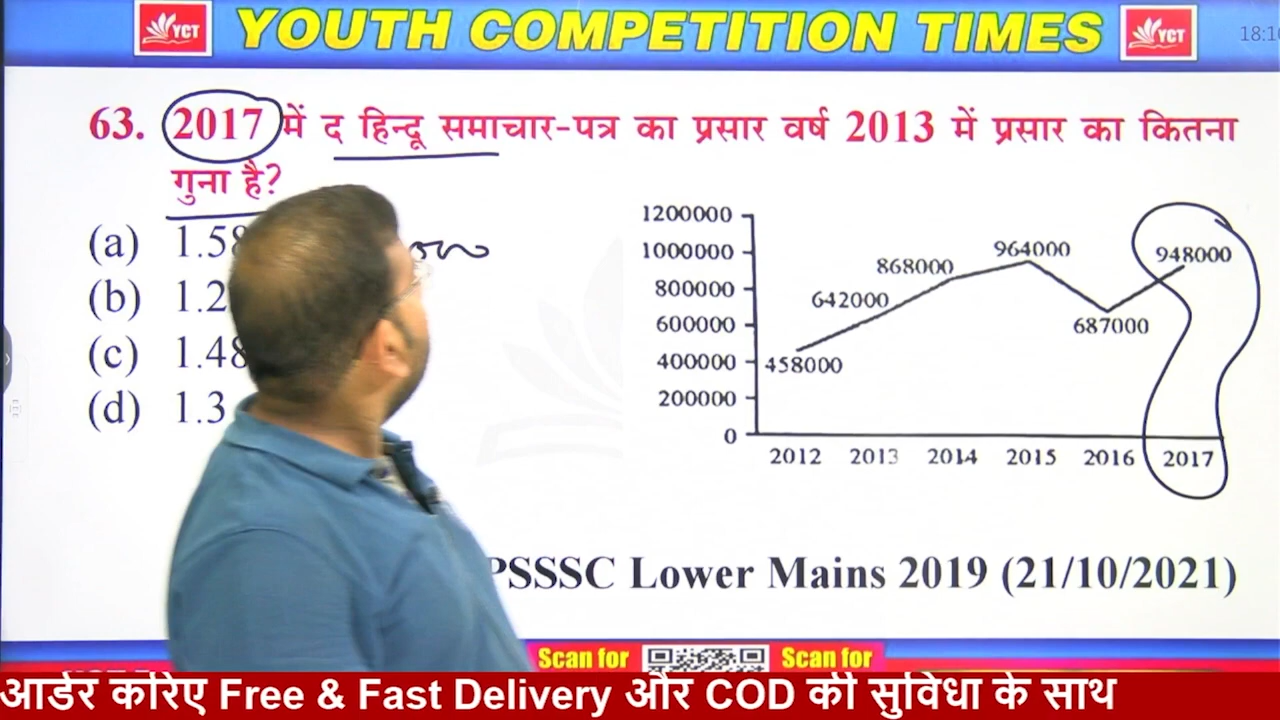 YCT YOUTH COMPETITION TIMES YCT
63. 2017 में द हिन्दू समाचार-पत्र का प्रसार वर्ष 2013 में प्रसार का कितना
गुना है?
(a) 1.58
(b) 1.2
(c) 1.48
(d) 1.3
1200000
1000000
800000
600000
400000
200000
0
458000
642000
868000
964000
687000
948000
2012 2013 2014 2015 2016 2017
PSSSC Lower Mains 2019 (21/10/2021)
Scan for Scan for
आर्डर करिए Free & Fast Delivery और COD की सुविधा के साथ